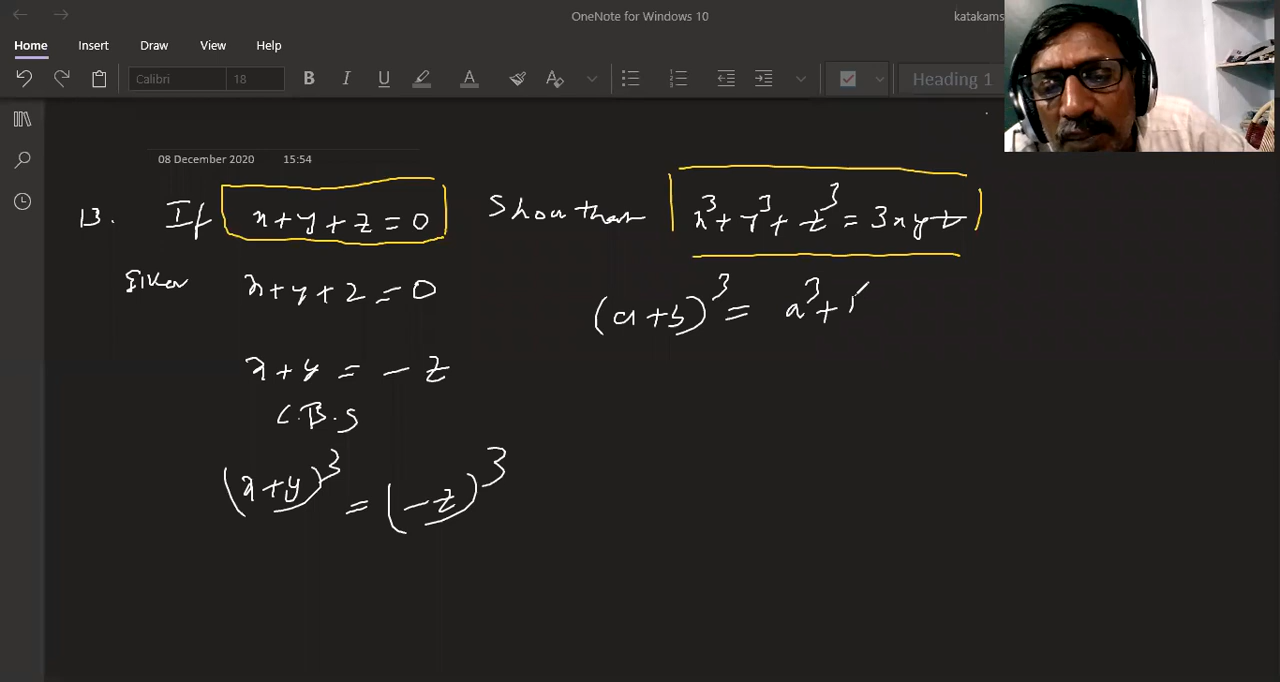 OneNote for Windows 10
katakams
Home Insert Draw View Help
Calibri 18 B I U A Heading 1
08 December 2020 15:54
13. If x+y+z=0 Show that x³+y³+z³=3xyz
Given x+y+z=0
(a+b)³= a³+
x+y = -z
C.B.S
(x+y)³ = (-z)³